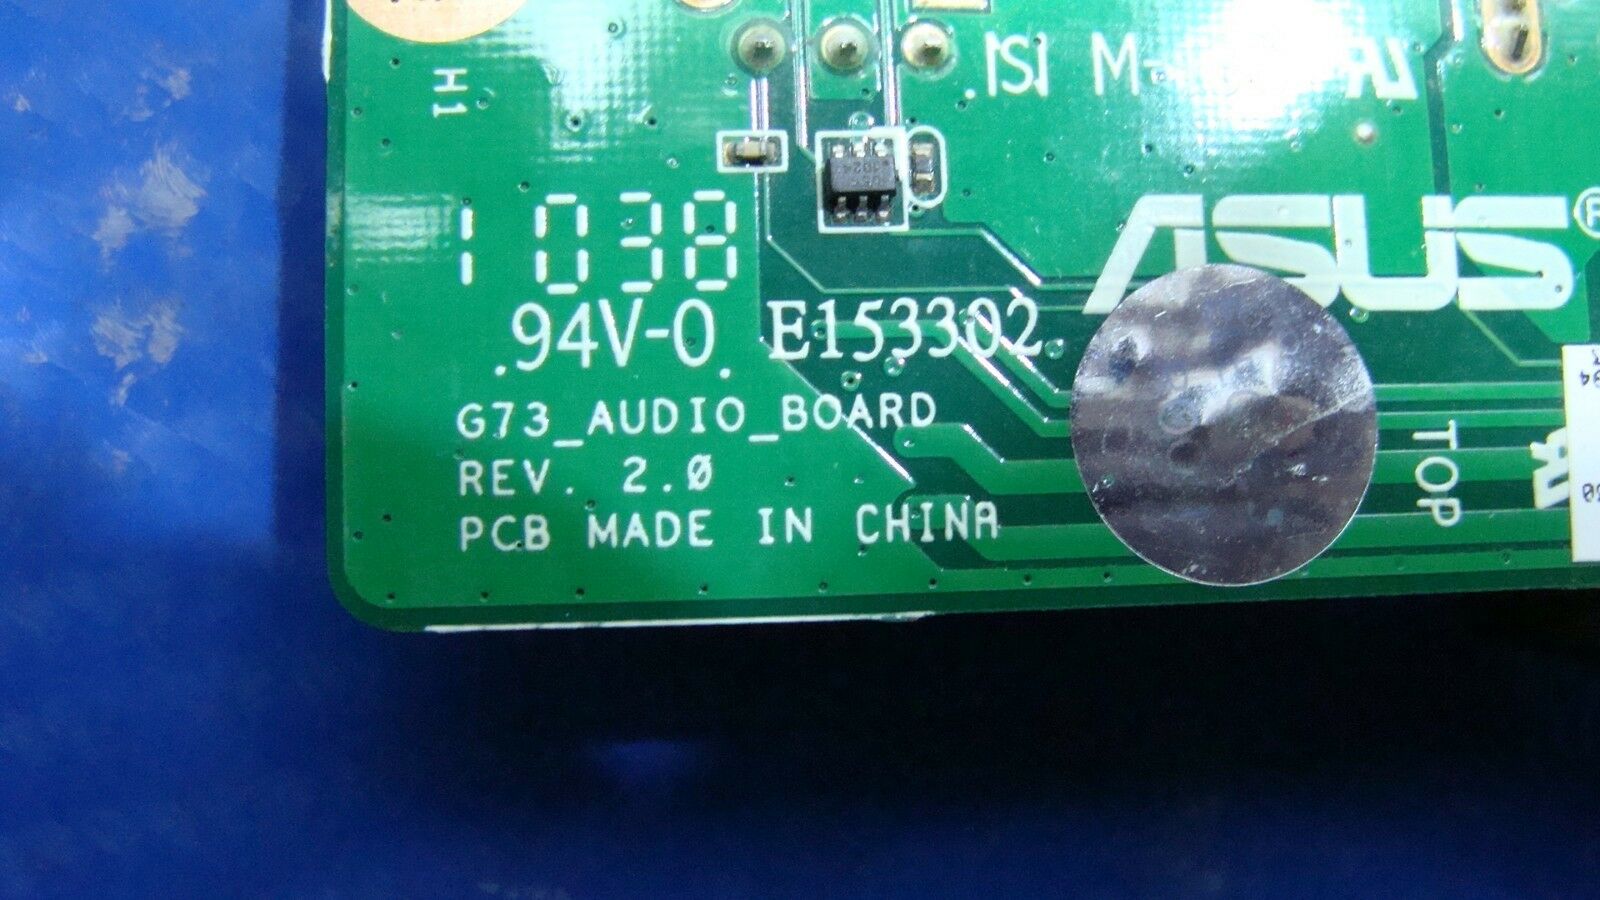 H1
.ISI M-
1038
ASUS®
.94V-0. E153302.
G73_AUDIO_BOARD
TOP
REV. 2.0
PCB MADE IN CHINA